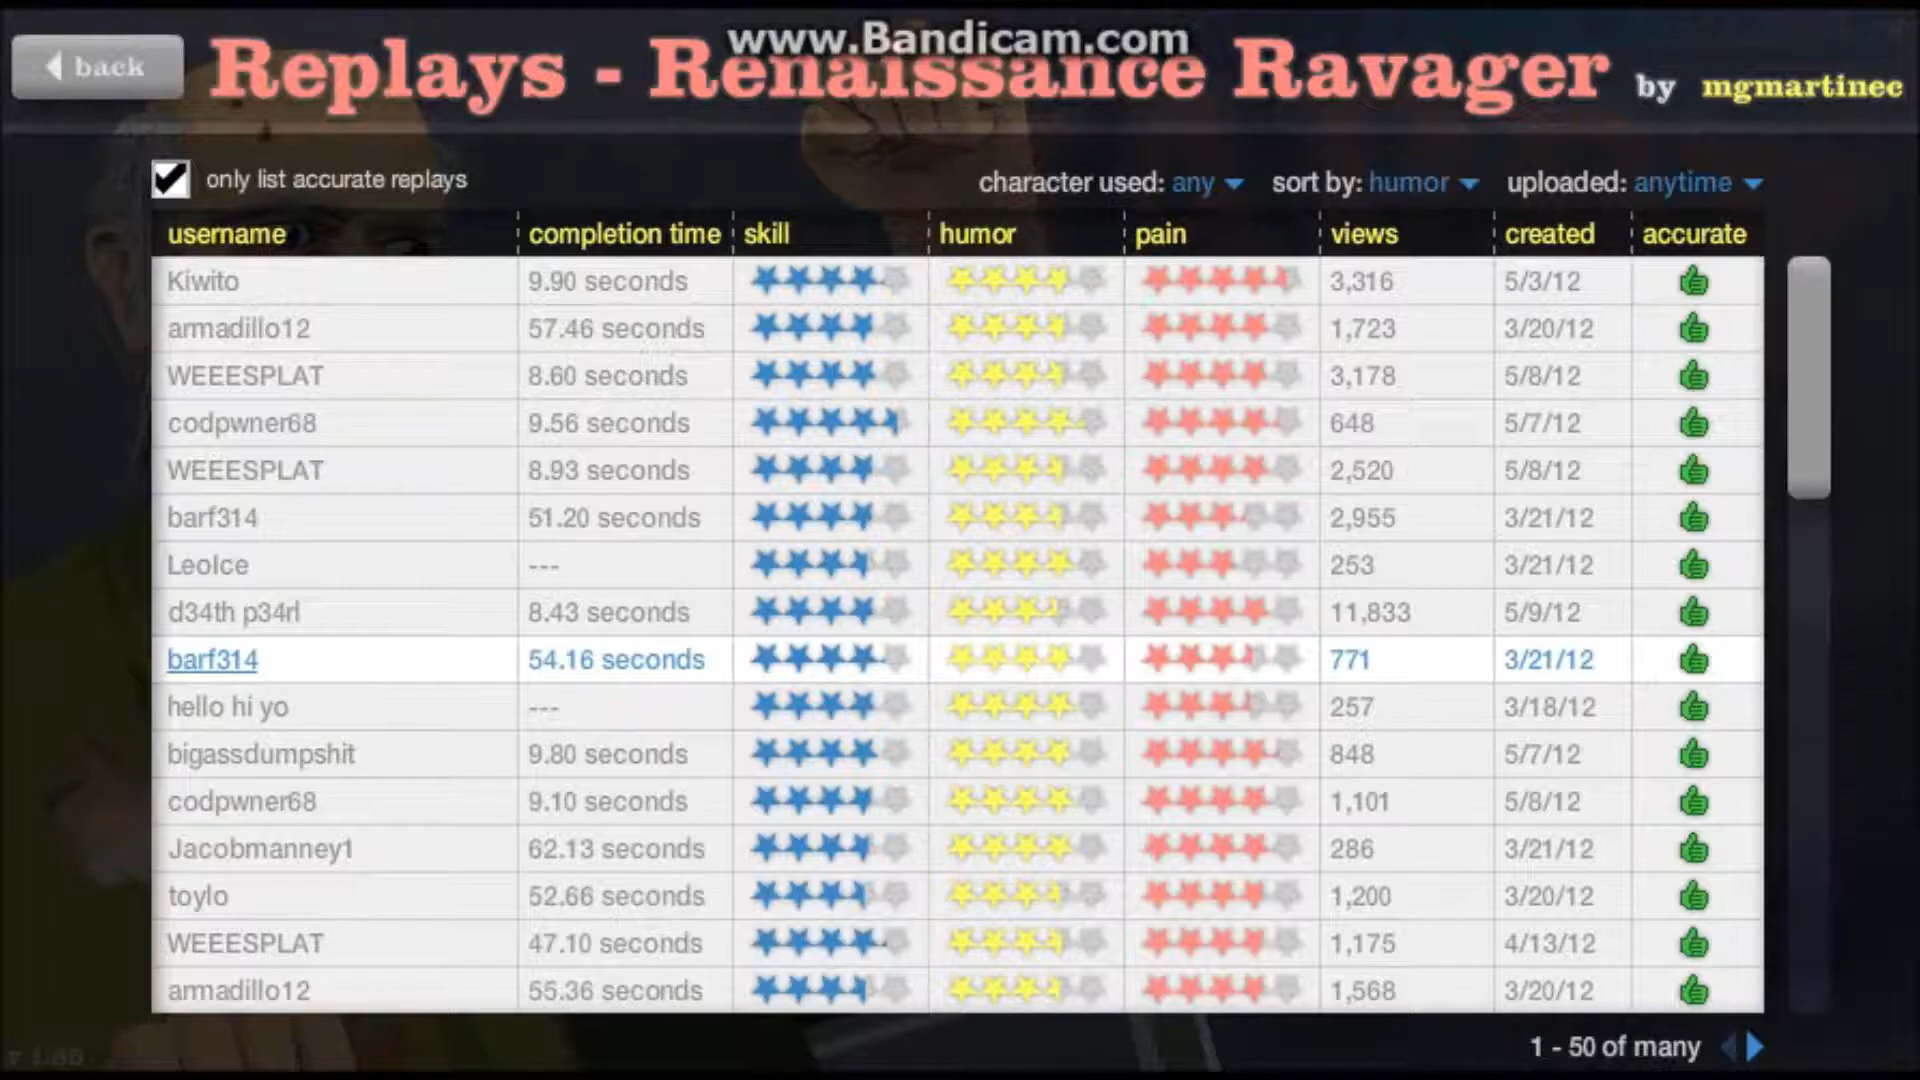 www.Bandicam.com
back
Replays - Renaissance Ravager by mgmartinec
only list accurate replays
character used: any sort by: humor uploaded: anytime
username completion time skill humor pain views created accurate
Kiwito 9.90 seconds 3,316 5/3/12
armadillo12 57.46 seconds 1,723 3/20/12
WEEESPLAT 8.60 seconds 3,178 5/8/12
codpwner68 9.56 seconds 648 5/7/12
WEEESPLAT 8.93 seconds 2,520 5/8/12
barf314 51.20 seconds 2,955 3/21/12
LeoIce --- 253 3/21/12
d34th p34rl 8.43 seconds 11,833 5/9/12
barf314 54.16 seconds 771 3/21/12
hello hi yo --- 257 3/18/12
bigassdumpshit 9.80 seconds 848 5/7/12
codpwner68 9.10 seconds 1,101 5/8/12
Jacobmanney1 62.13 seconds 286 3/21/12
toylo 52.66 seconds 1,200 3/20/12
WEEESPLAT 47.10 seconds 1,175 4/13/12
armadillo12 55.36 seconds 1,568 3/20/12
1 - 50 of many